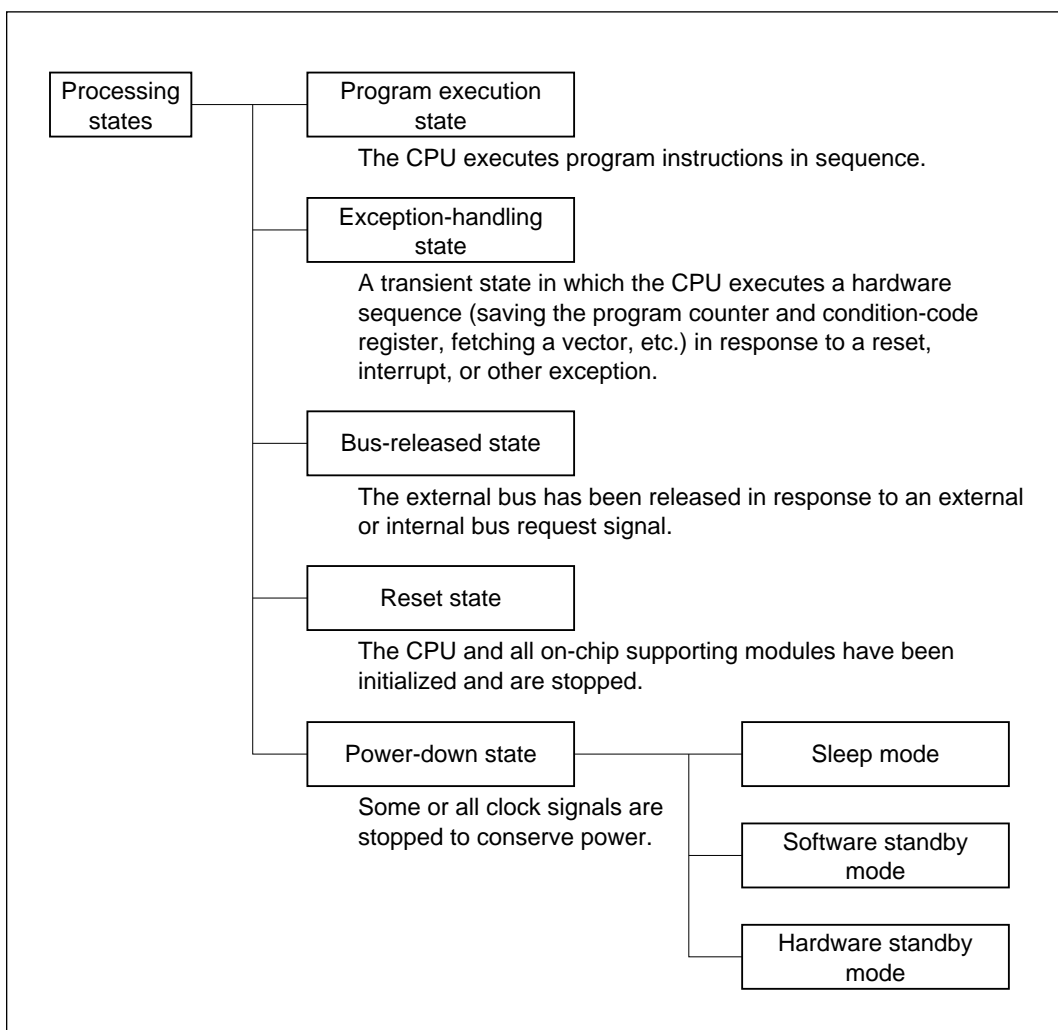 Processing
states
Program execution
state
The CPU executes program instructions in sequence.
Exception-handling
state
A transient state in which the CPU executes a hardware
sequence (saving the program counter and condition-code
register, fetching a vector, etc.) in response to a reset,
interrupt, or other exception.
Bus-released state
The external bus has been released in response to an external
or internal bus request signal.
Reset state
The CPU and all on-chip supporting modules have been
initialized and are stopped.
Power-down state
Some or all clock signals are
stopped to conserve power.
Sleep mode
Software standby
mode
Hardware standby
mode